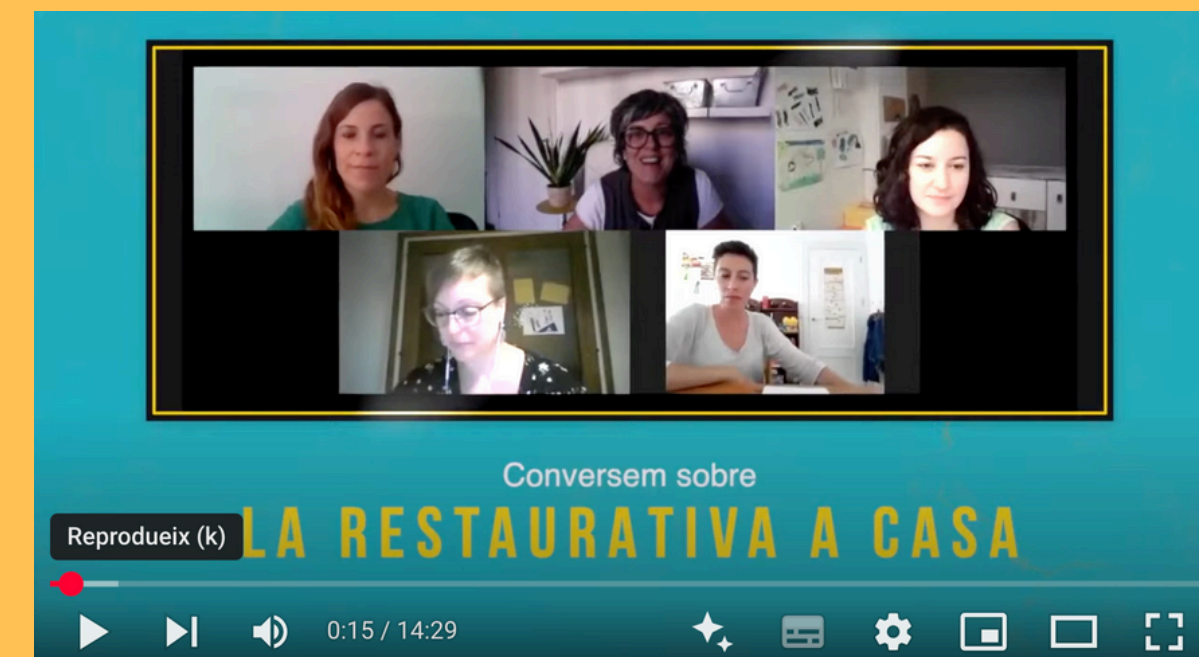 Conversem sobre
LA RESTAURATIVA A CASA
Reprodueix (k)
0:15 / 14:29